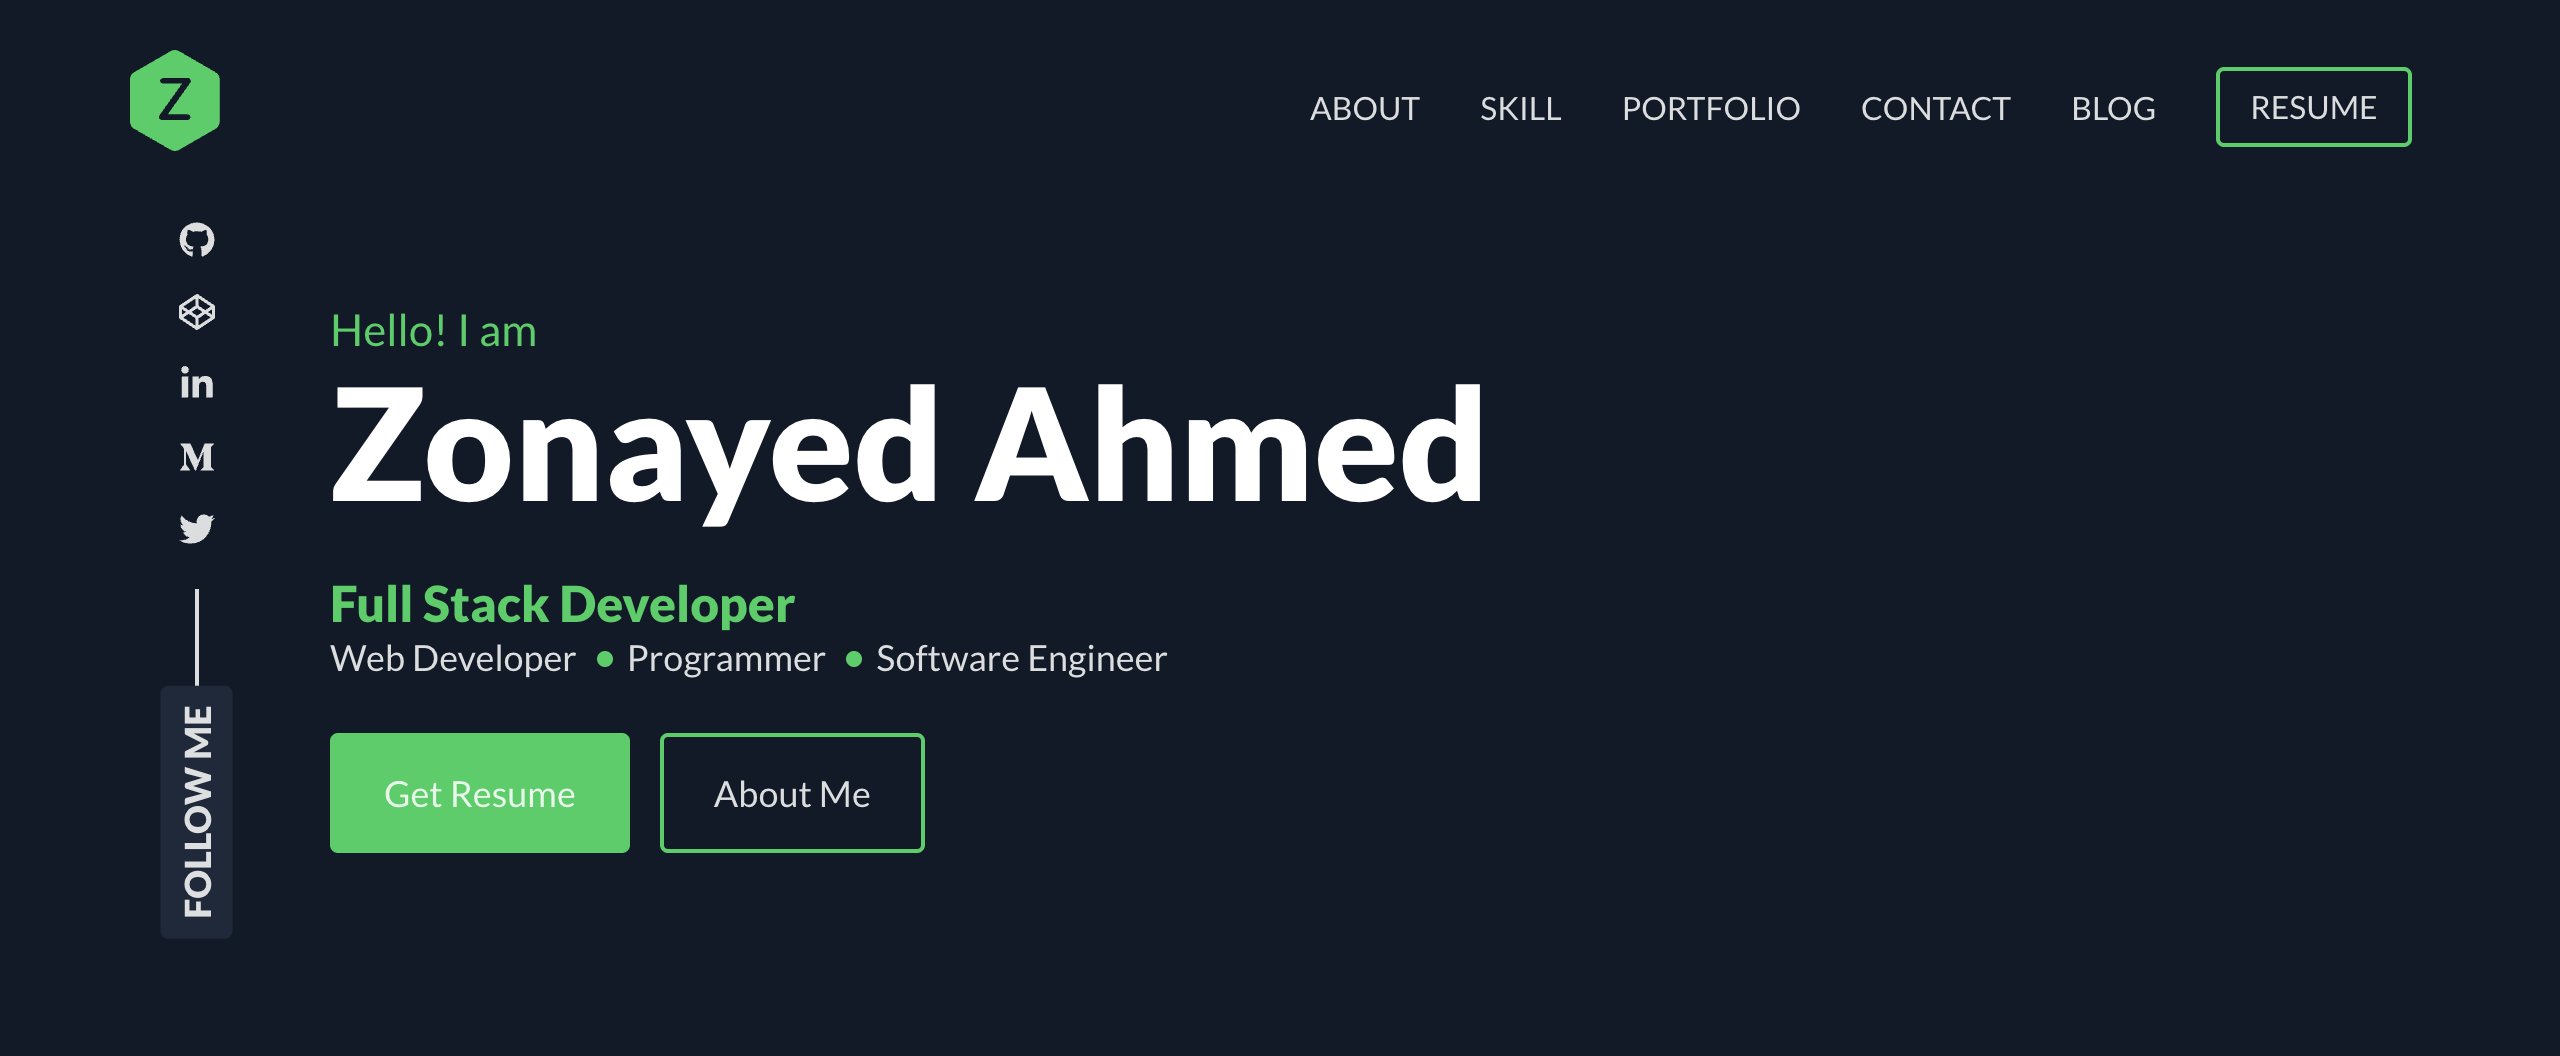 Z
ABOUT SKILL PORTFOLIO CONTACT BLOG RESUME
Hello! I am
Zonayed Ahmed
Full Stack Developer
Web Developer • Programmer • Software Engineer
Get Resume About Me
in
M
FOLLOW ME